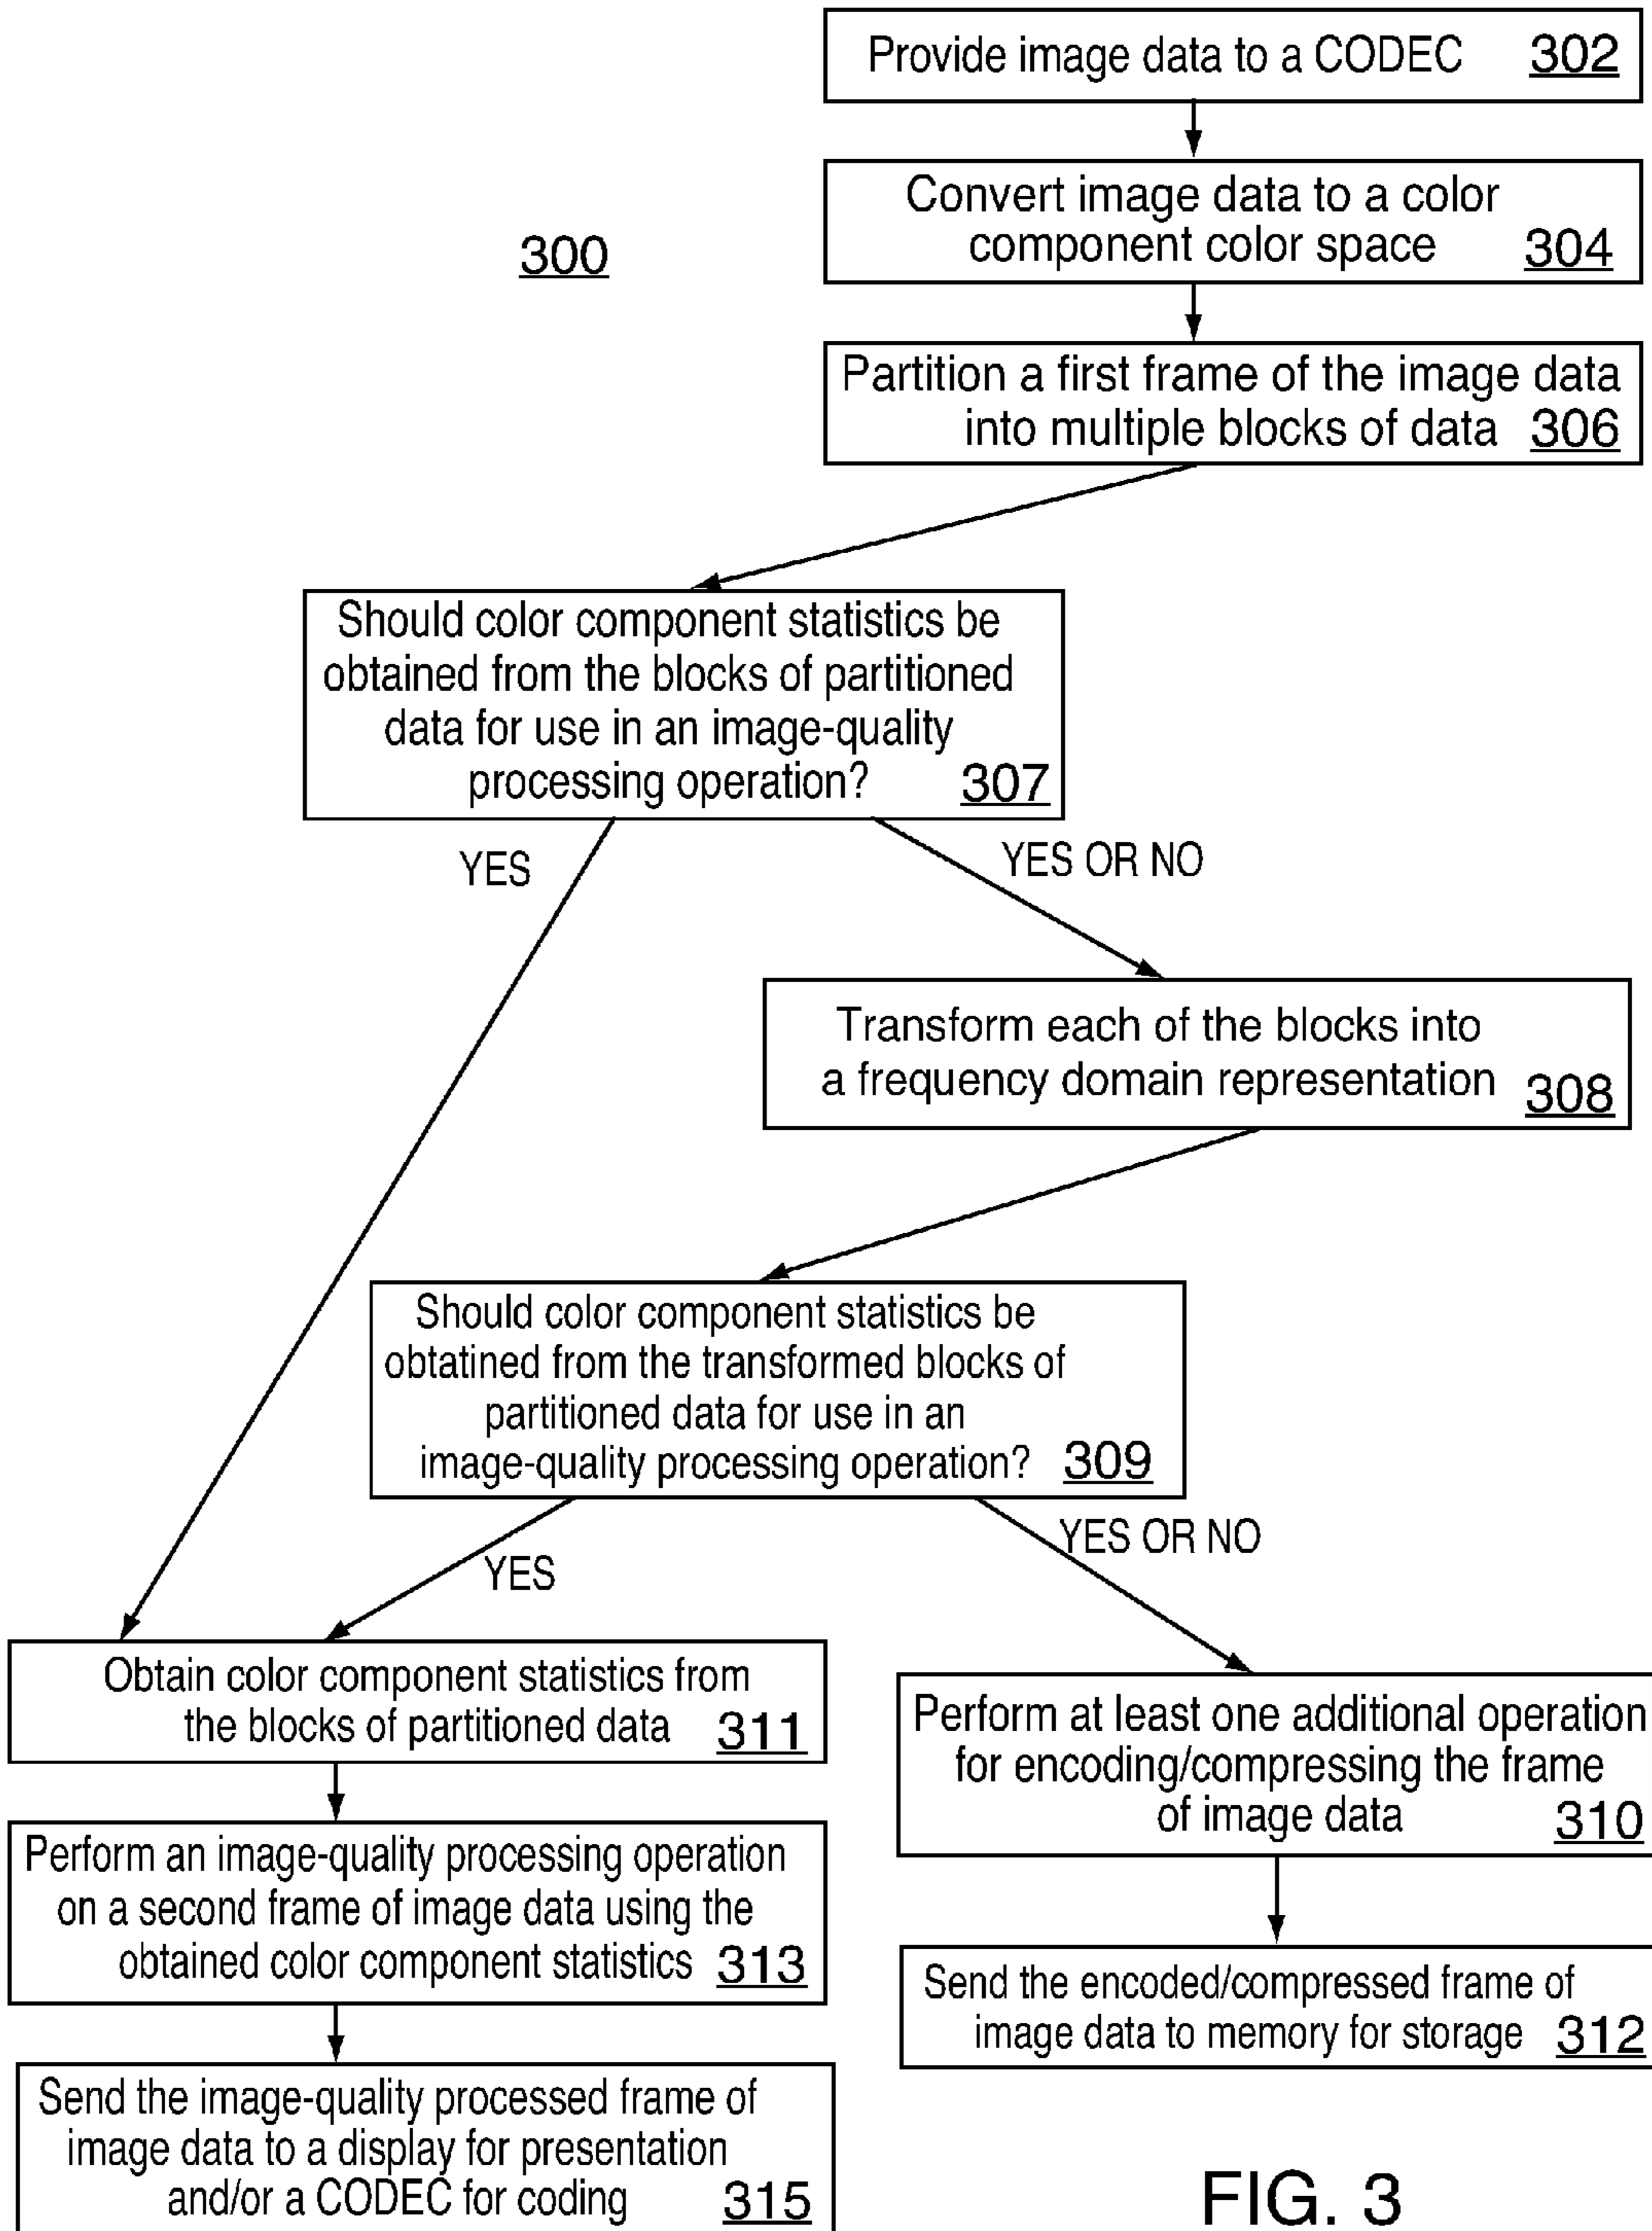 Provide image data to a CODEC 302
Convert image data to a color
component color space 304
300
Partition a first frame of the image data
into multiple blocks of data 306
Should color component statistics be
obtained from the blocks of partitioned
data for use in an image-quality
processing operation? 307
YES
YES OR NO
Transform each of the blocks into
a frequency domain representation 308
Should color component statistics be
obtatined from the transformed blocks of
partitioned data for use in an
image-quality processing operation? 309
YES
YES OR NO
Obtain color component statistics from
the blocks of partitioned data 311
Perform at least one additional operation
for encoding/compressing the frame
of image data 310
Perform an image-quality processing operation
on a second frame of image data using the
obtained color component statistics 313
Send the encoded/compressed frame of
image data to memory for storage 312
Send the image-quality processed frame of
image data to a display for presentation
and/or a CODEC for coding 315
FIG. 3